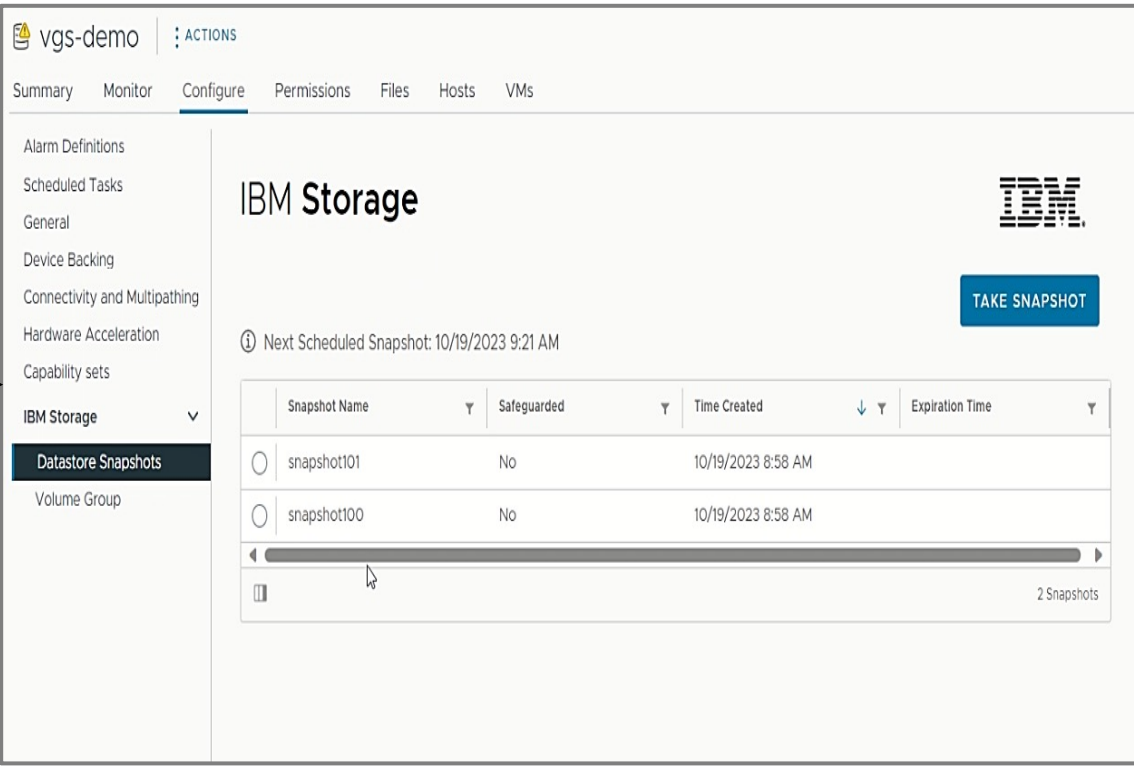 vgs-demo ACTIONS
Summary Monitor Configure Permissions Files Hosts VMs
Alarm Definitions
Scheduled Tasks
General
Device Backing
Connectivity and Multipathing
Hardware Acceleration
Capability sets
IBM Storage
Datastore Snapshots
Volume Group
IBM Storage
IBM
TAKE SNAPSHOT
Next Scheduled Snapshot: 10/19/2023 9:21 AM
Snapshot Name Safeguarded Time Created Expiration Time
snapshot101 No 10/19/2023 8:58 AM
snapshot100 No 10/19/2023 8:58 AM
2 Snapshots